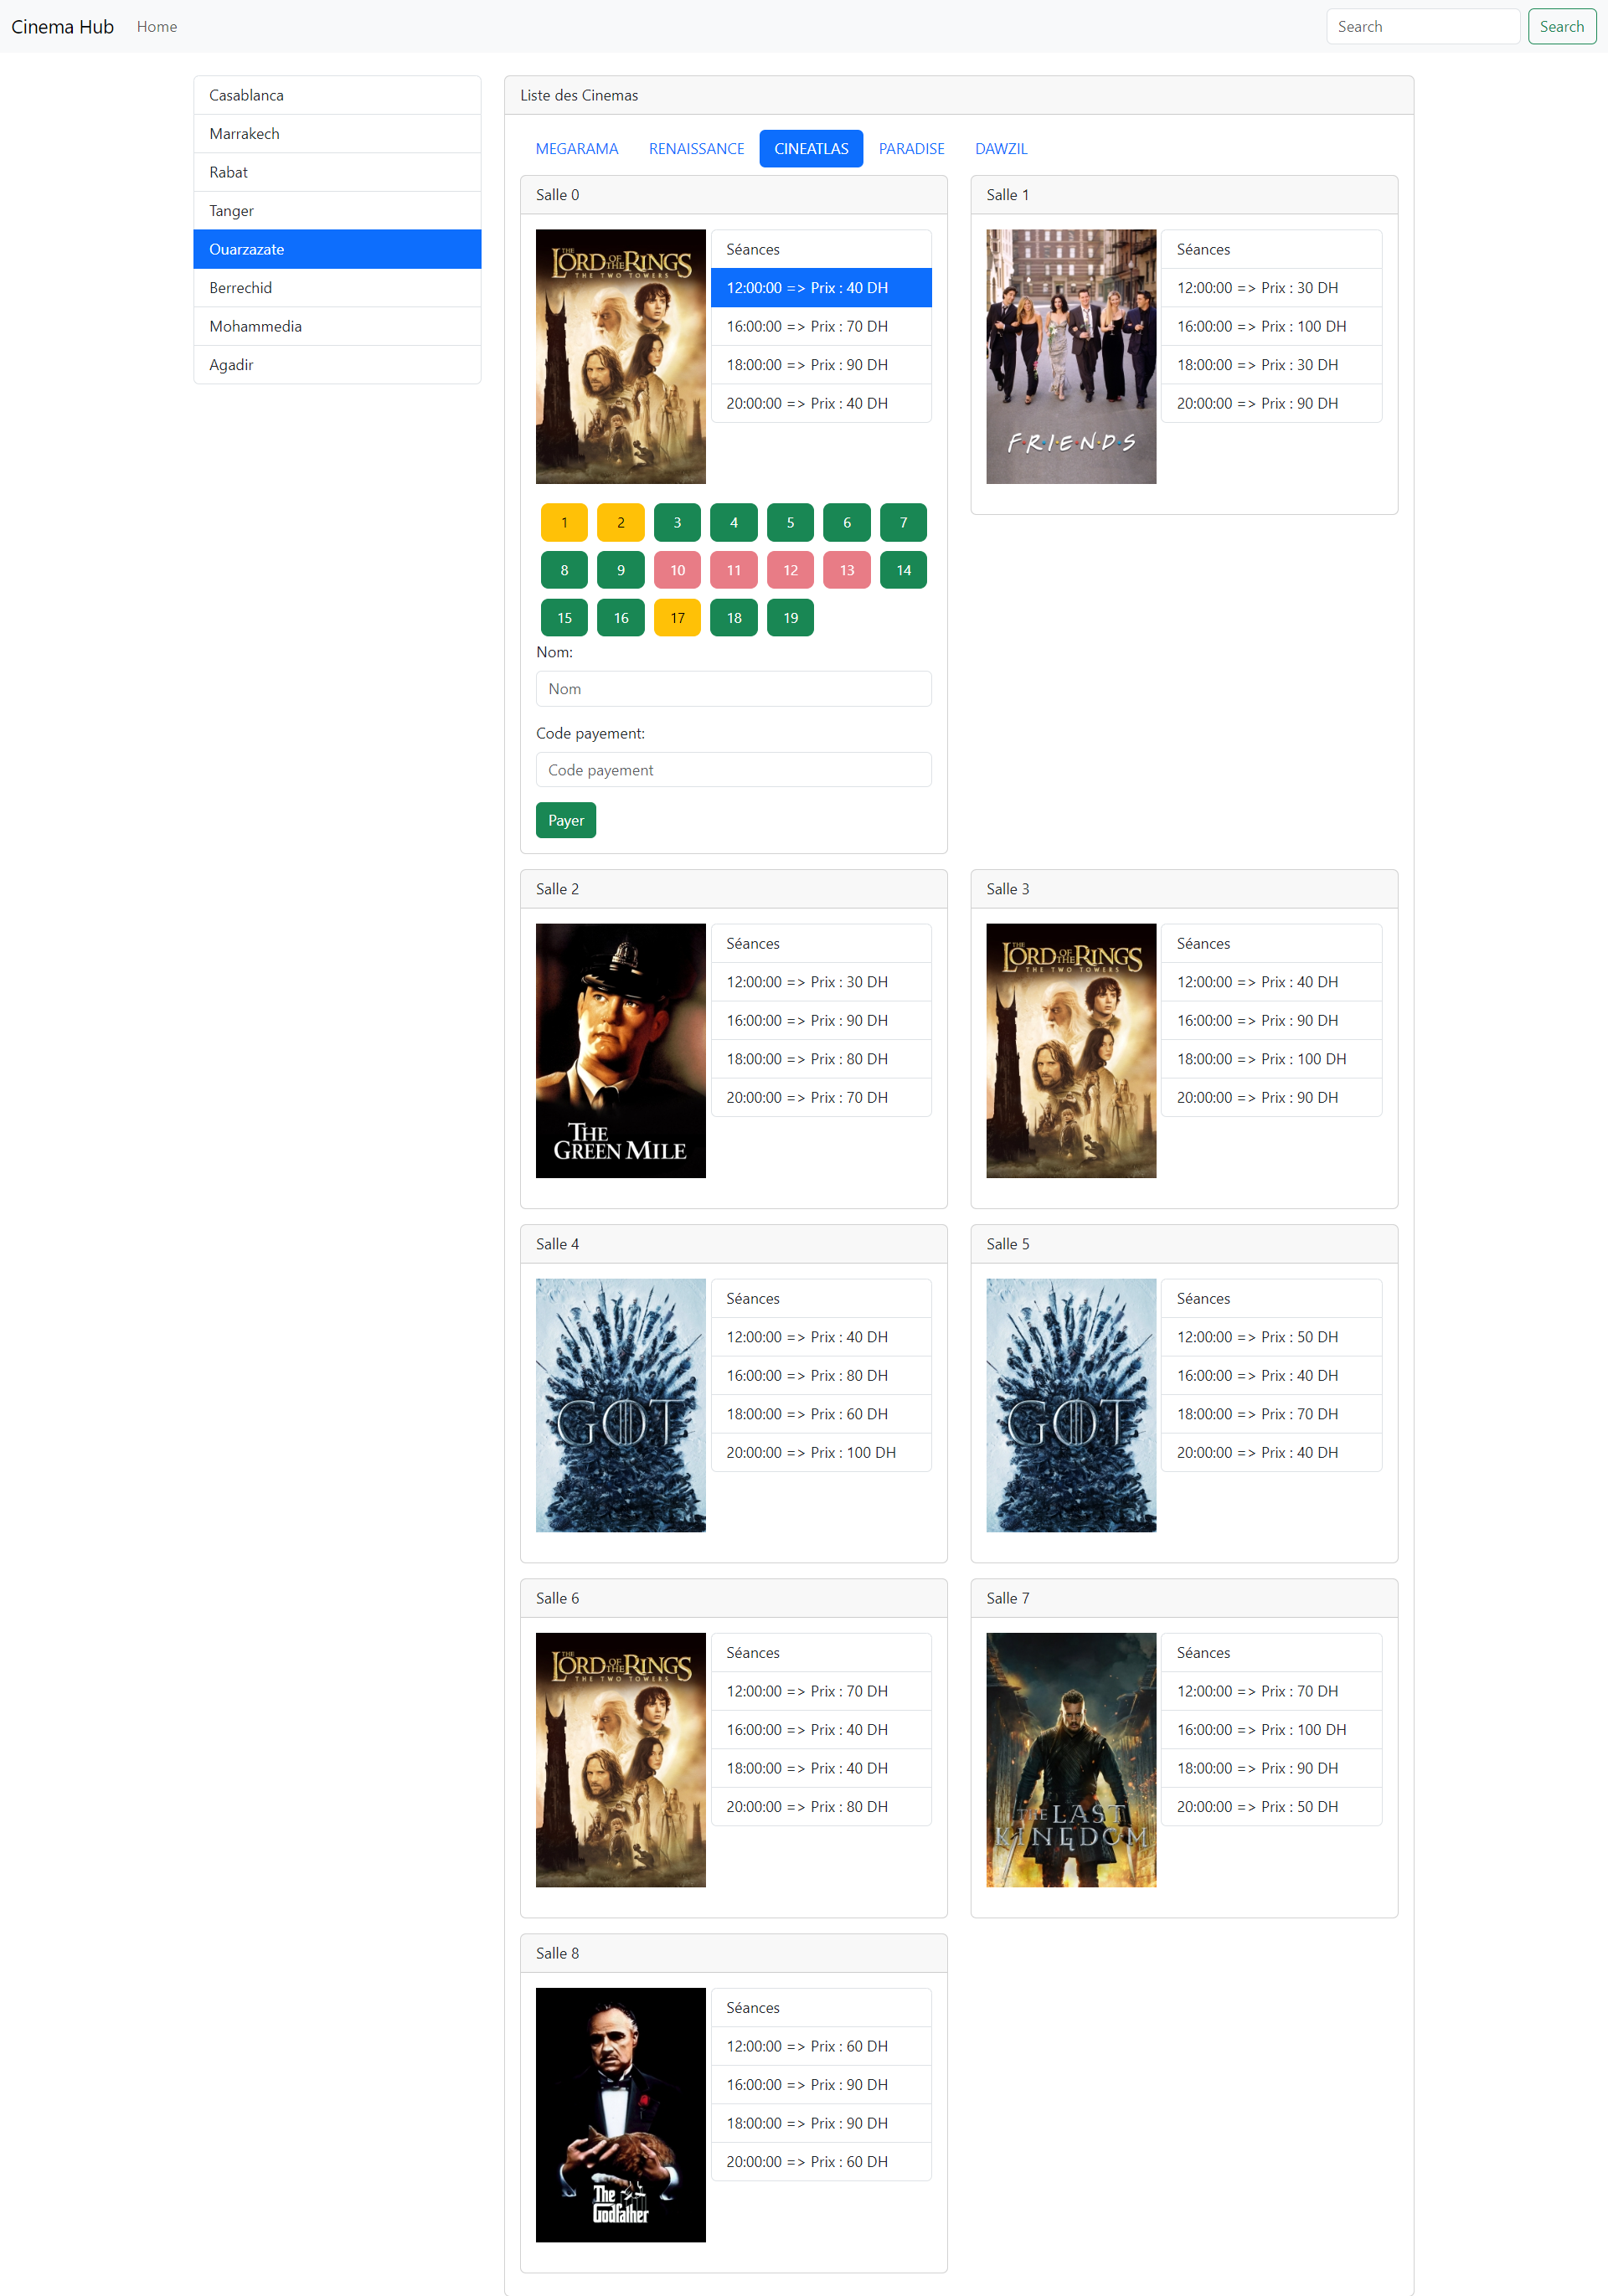 Cinema Hub Home Search Search
Casablanca
Marrakech
Rabat
Tanger
Ouarzazate
Berrechid
Mohammedia
Agadir
Liste des Cinemas
MEGARAMA RENAISSANCE CINEATLAS PARADISE DAWZIL
Salle 0
THE
LORD OF THE RINGS
THE TWO TOWERS
Séances
12:00:00 => Prix : 40 DH
16:00:00 => Prix : 70 DH
18:00:00 => Prix : 90 DH
20:00:00 => Prix : 40 DH
1 2 3 4 5 6 7
8 9 10 11 12 13 14
15 16 17 18 19
Nom:
Nom
Code payement:
Code payement
Payer
Salle 1
F·R·I·E·N·D·S
Séances
12:00:00 => Prix : 30 DH
16:00:00 => Prix : 100 DH
18:00:00 => Prix : 30 DH
20:00:00 => Prix : 90 DH
Salle 2
THE
GREEN MILE
Séances
12:00:00 => Prix : 30 DH
16:00:00 => Prix : 90 DH
18:00:00 => Prix : 80 DH
20:00:00 => Prix : 70 DH
Salle 3
THE
LORD OF THE RINGS
THE TWO TOWERS
Séances
12:00:00 => Prix : 40 DH
16:00:00 => Prix : 90 DH
18:00:00 => Prix : 100 DH
20:00:00 => Prix : 90 DH
Salle 4
GOT
Séances
12:00:00 => Prix : 40 DH
16:00:00 => Prix : 80 DH
18:00:00 => Prix : 60 DH
20:00:00 => Prix : 100 DH
Salle 5
GOT
Séances
12:00:00 => Prix : 50 DH
16:00:00 => Prix : 40 DH
18:00:00 => Prix : 70 DH
20:00:00 => Prix : 40 DH
Salle 6
THE
LORD OF THE RINGS
THE TWO TOWERS
Séances
12:00:00 => Prix : 70 DH
16:00:00 => Prix : 40 DH
18:00:00 => Prix : 40 DH
20:00:00 => Prix : 80 DH
Salle 7
THE LAST
KINGDOM
Séances
12:00:00 => Prix : 70 DH
16:00:00 => Prix : 100 DH
18:00:00 => Prix : 90 DH
20:00:00 => Prix : 50 DH
Salle 8
The
Godfather
Séances
12:00:00 => Prix : 60 DH
16:00:00 => Prix : 90 DH
18:00:00 => Prix : 90 DH
20:00:00 => Prix : 60 DH